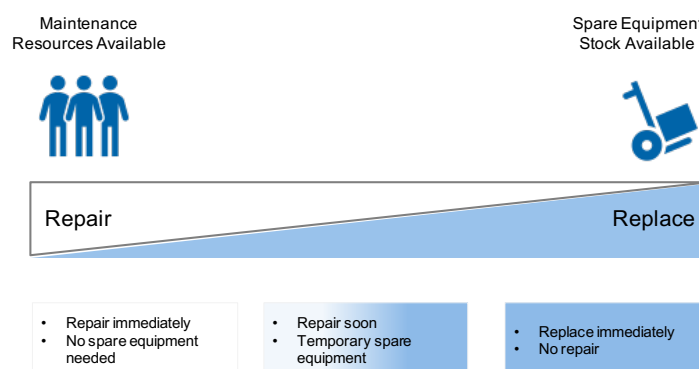 Maintenance
Resources Available
Spare Equipment
Stock Available
Repair
Replace
• Repair immediately
• No spare equipment
needed
• Repair soon
• Temporary spare
equipment
• Replace immediately
• No repair